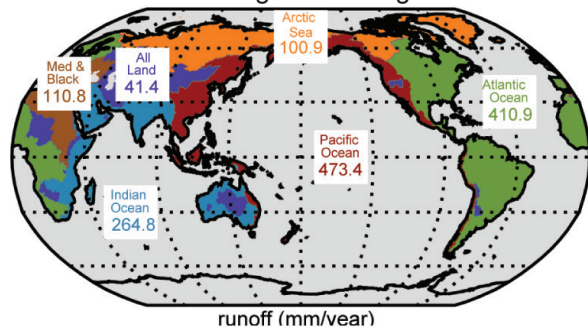 Arctic
Sea
100.9
Med &
Black
110.8
All
Land
41.4
Atlantic
Ocean
410.9
Pacific
Ocean
473.4
Indian
Ocean
264.8
runoff (mm/year)